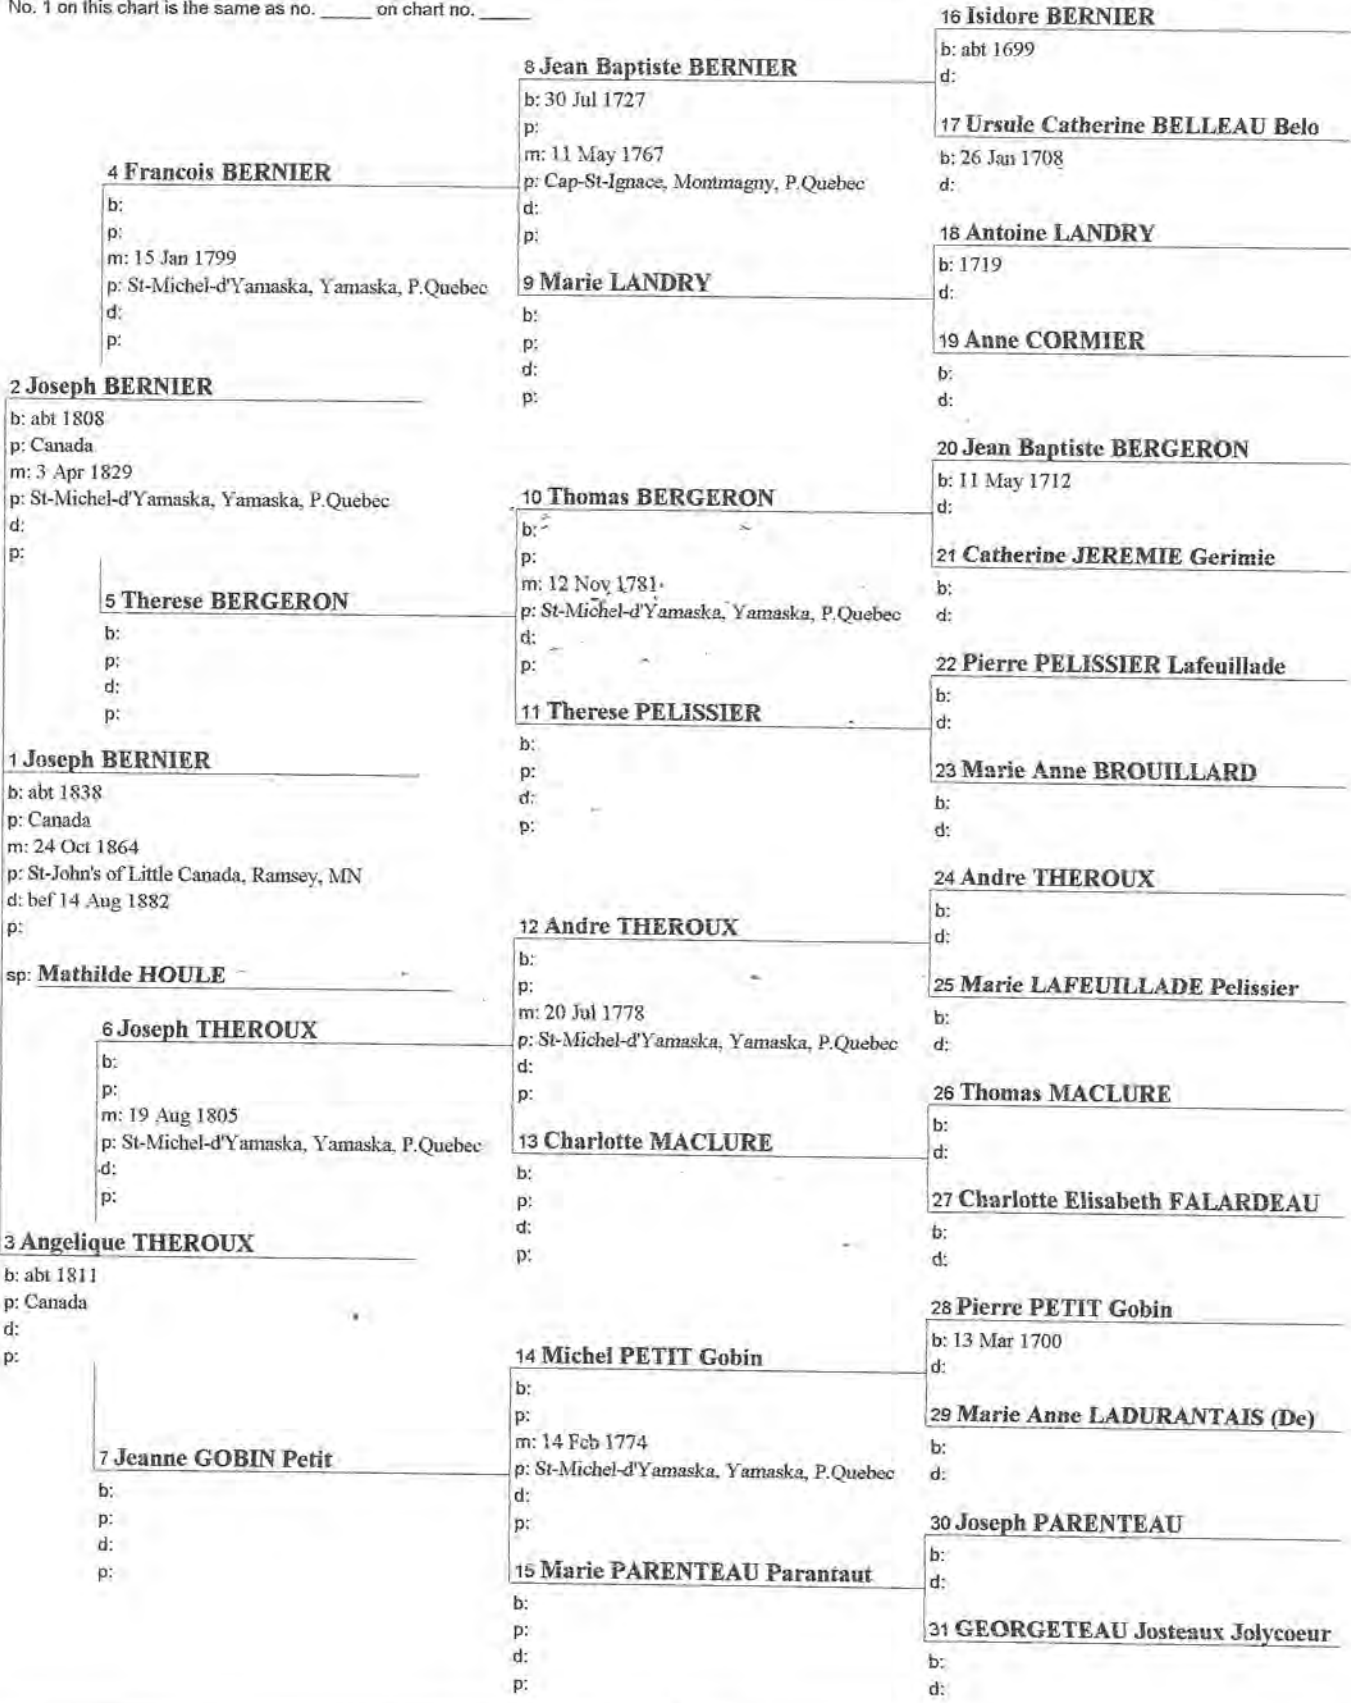 No. 1 on this chart is the same as no. _____ on chart no. _____
16 Isidore BERNIER
b: abt 1699
d:
8 Jean Baptiste BERNIER
b: 30 Jul 1727
p:
m: 11 May 1767
p: Cap-St-Ignace, Montmagny, P.Quebec
d:
p:
17 Ursule Catherine BELLEAU Belo
b: 26 Jan 1708
d:
4 Francois BERNIER
b:
p:
m: 15 Jan 1799
p: St-Michel-d'Yamaska, Yamaska, P.Quebec
d:
p:
18 Antoine LANDRY
b: 1719
d:
9 Marie LANDRY
b:
p:
d:
p:
19 Anne CORMIER
b:
d:
2 Joseph BERNIER
b: abt 1808
p: Canada
m: 3 Apr 1829
p: St-Michel-d'Yamaska, Yamaska, P.Quebec
d:
p:
20 Jean Baptiste BERGERON
b: 11 May 1712
d:
10 Thomas BERGERON
b:
p:
m: 12 Nov 1781
p: St-Michel-d'Yamaska, Yamaska, P.Quebec
d:
p:
21 Catherine JEREMIE Gerimie
b:
d:
5 Therese BERGERON
b:
p:
d:
p:
22 Pierre PELISSIER Lafeuillade
b:
d:
11 Therese PELISSIER
b:
p:
d:
p:
23 Marie Anne BROUILLARD
b:
d:
1 Joseph BERNIER
b: abt 1838
p: Canada
m: 24 Oct 1864
p: St-John's of Little Canada, Ramsey, MN
d: bef 14 Aug 1882
p:
sp: Mathilde HOULE
24 Andre THEROUX
b:
d:
12 Andre THEROUX
b:
p:
m: 20 Jul 1778
p: St-Michel-d'Yamaska, Yamaska, P.Quebec
d:
p:
25 Marie LAFEUILLADE Pelissier
b:
d:
6 Joseph THEROUX
b:
p:
m: 19 Aug 1805
p: St-Michel-d'Yamaska, Yamaska, P.Quebec
d:
p:
26 Thomas MACLURE
b:
d:
13 Charlotte MACLURE
b:
p:
d:
p:
27 Charlotte Elisabeth FALARDEAU
b:
d:
3 Angelique THEROUX
b: abt 1811
p: Canada
d:
p:
28 Pierre PETIT Gobin
b: 13 Mar 1700
d:
14 Michel PETIT Gobin
b:
p:
m: 14 Feb 1774
p: St-Michel-d'Yamaska, Yamaska, P.Quebec
d:
p:
29 Marie Anne LADURANTAIS (De)
b:
d:
7 Jeanne GOBIN Petit
b:
p:
d:
p:
30 Joseph PARENTEAU
b:
d:
15 Marie PARENTEAU Parantaut
b:
p:
d:
p:
31 GEORGETEAU Josteaux Jolycoeur
b:
d: